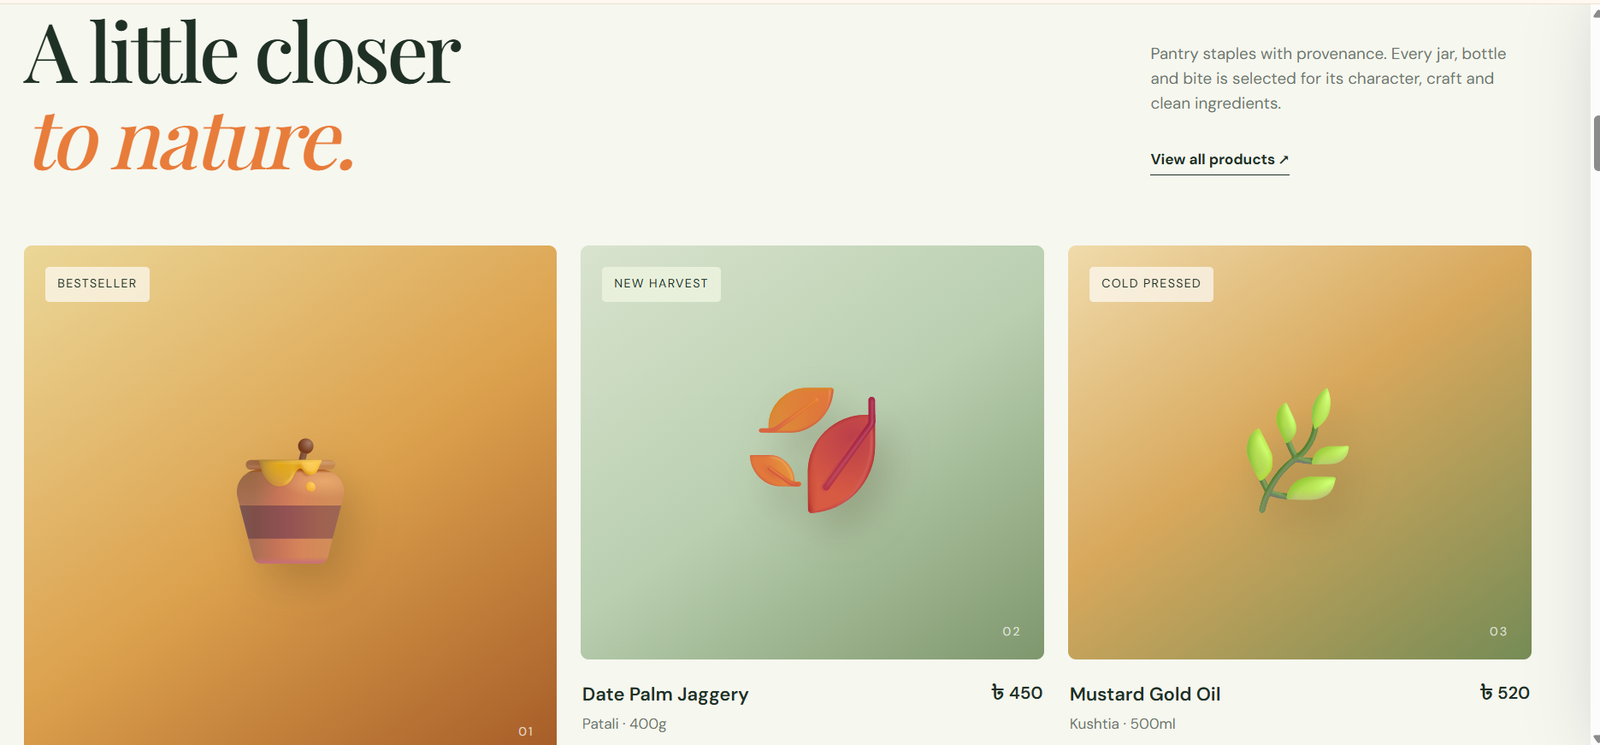 A little closer
to nature.
Pantry staples with provenance. Every jar, bottle
and bite is selected for its character, craft and
clean ingredients.
View all products ↗
BESTSELLER
01
NEW HARVEST
02
Date Palm Jaggery
৳ 450
Patali · 400g
COLD PRESSED
03
Mustard Gold Oil
৳ 520
Kushtia · 500ml